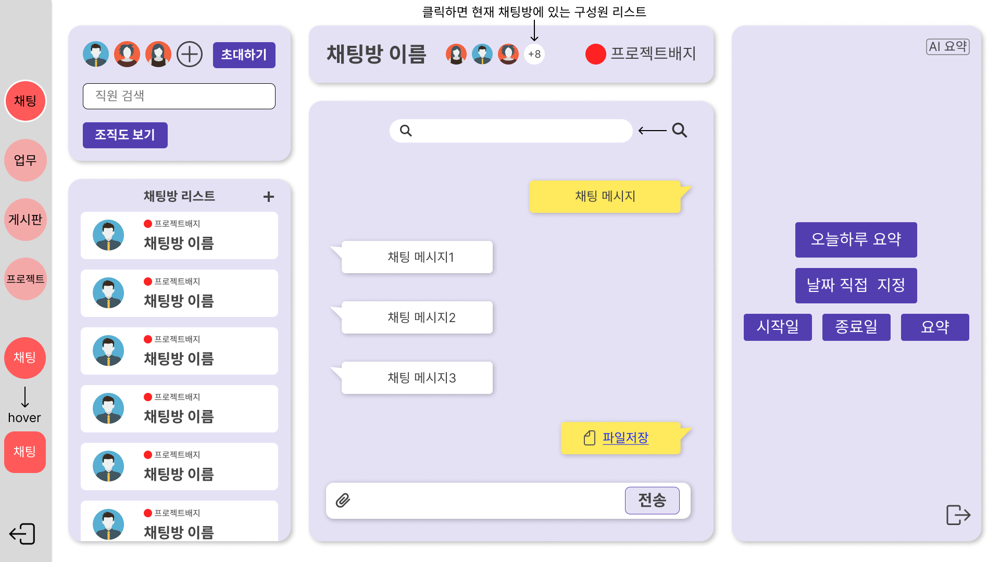 클릭하면 현재 채팅방에 있는 구성원 리스트
채팅
업무
게시판
프로젝트
채팅
hover
채팅
초대하기
직원 검색
조직도 보기
채팅방 리스트
프로젝트배지
채팅방 이름
프로젝트배지
채팅방 이름
프로젝트배지
채팅방 이름
프로젝트배지
채팅방 이름
프로젝트배지
채팅방 이름
프로젝트배지
채팅방 이름
채팅방 이름
+8
프로젝트배지
채팅 메시지
채팅 메시지1
채팅 메시지2
채팅 메시지3
파일저장
전송
AI 요약
오늘하루 요약
날짜 직접  지정
시작일
종료일
요약